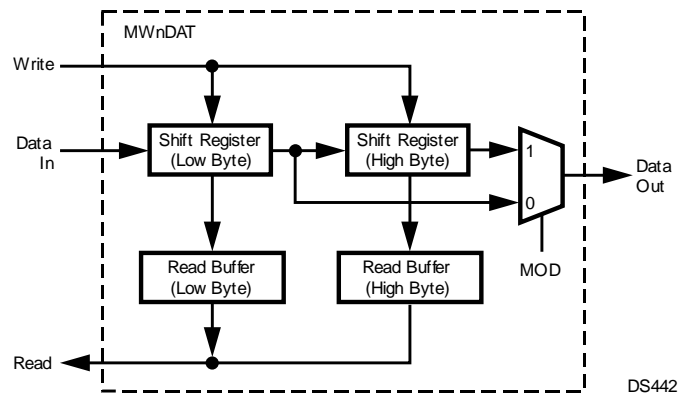 MWnDAT
Write
Data
In
Shift Register
(Low Byte)
Shift Register
(High Byte)
1
0
Data
Out
MOD
Read Buffer
(Low Byte)
Read Buffer
(High Byte)
Read
DS442